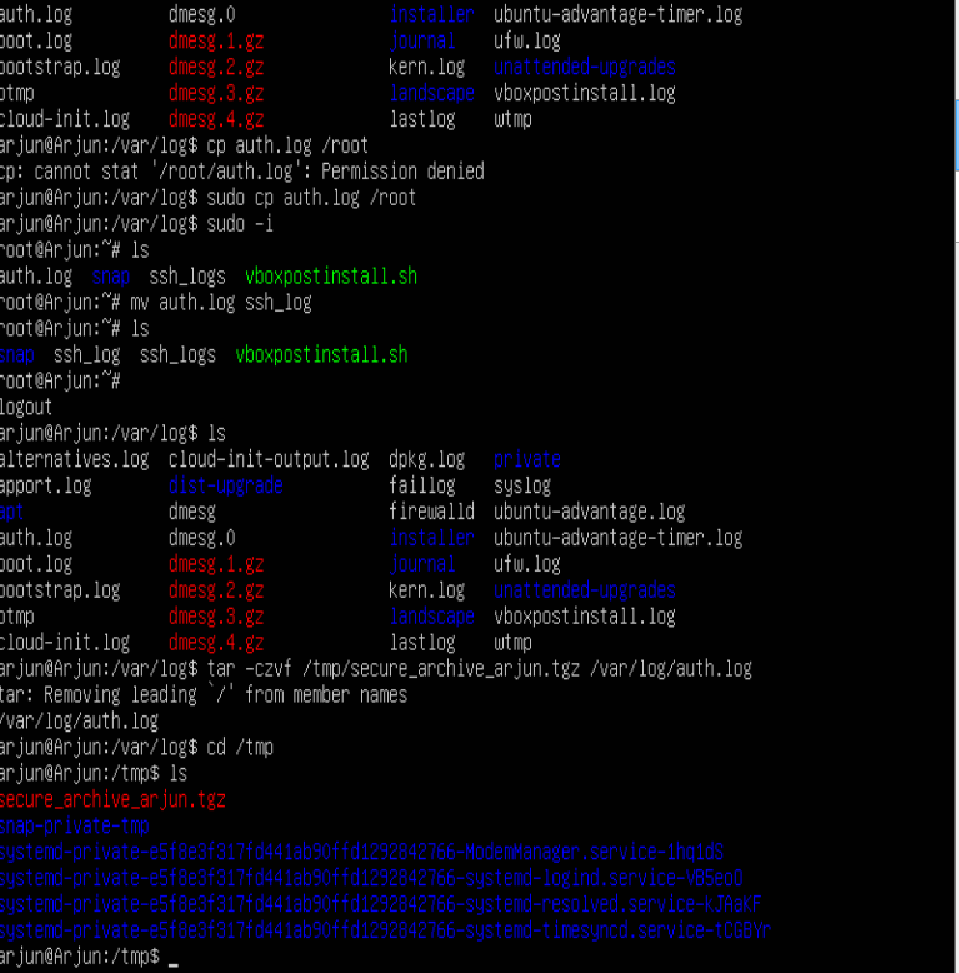 auth.log dmesg.0 installer ubuntu-advantage-timer.log
boot.log dmesg.1.gz journal ufw.log
bootstrap.log dmesg.2.gz kern.log unattended-upgrades
btmp dmesg.3.gz landscape vboxpostinstall.log
cloud-init.log dmesg.4.gz lastlog wtmp
arjun@Arjun:/var/log$ cp auth.log /root
cp: cannot stat '/root/auth.log': Permission denied
arjun@Arjun:/var/log$ sudo cp auth.log /root
arjun@Arjun:/var/log$ sudo -i
root@Arjun:~# ls
auth.log snap ssh_logs vboxpostinstall.sh
root@Arjun:~# mv auth.log ssh_log
root@Arjun:~# ls
snap ssh_log ssh_logs vboxpostinstall.sh
root@Arjun:~#
logout
arjun@Arjun:/var/log$ ls
alternatives.log cloud-init-output.log dpkg.log private
apport.log dist-upgrade faillog syslog
apt dmesg firewalld ubuntu-advantage.log
auth.log dmesg.0 installer ubuntu-advantage-timer.log
boot.log dmesg.1.gz journal ufw.log
bootstrap.log dmesg.2.gz kern.log unattended-upgrades
btmp dmesg.3.gz landscape vboxpostinstall.log
cloud-init.log dmesg.4.gz lastlog wtmp
arjun@Arjun:/var/log$ tar -czvf /tmp/secure_archive_arjun.tgz /var/log/auth.log
tar: Removing leading `/' from member names
/var/log/auth.log
arjun@Arjun:/var/log$ cd /tmp
arjun@Arjun:/tmp$ ls
secure_archive_arjun.tgz
snap-private-tmp
systemd-private-e5f8e3f317fd441ab90ffd1292842766-ModemManager.service-1hq1dS
systemd-private-e5f8e3f317fd441ab90ffd1292842766-systemd-logind.service-VB5eo0
systemd-private-e5f8e3f317fd441ab90ffd1292842766-systemd-resolved.service-kJAaKF
systemd-private-e5f8e3f317fd441ab90ffd1292842766-systemd-timesyncd.service-tCGBYr
arjun@Arjun:/tmp$ _